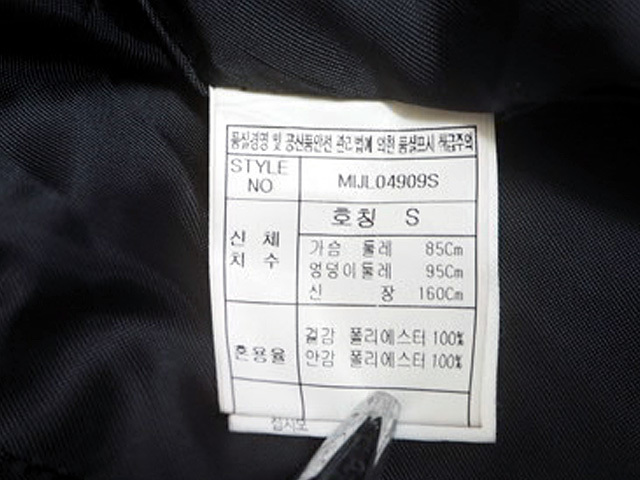 품질경영 및 공산품안전 관리법에 의한 품질표시 취급주의
STYLE NO MIJL04909S
호칭 S
신체 치수
가슴 둘레 85Cm
엉덩이둘레 95Cm
신 장 160Cm
혼용율
겉감 폴리에스터 100%
안감 폴리에스터 100%